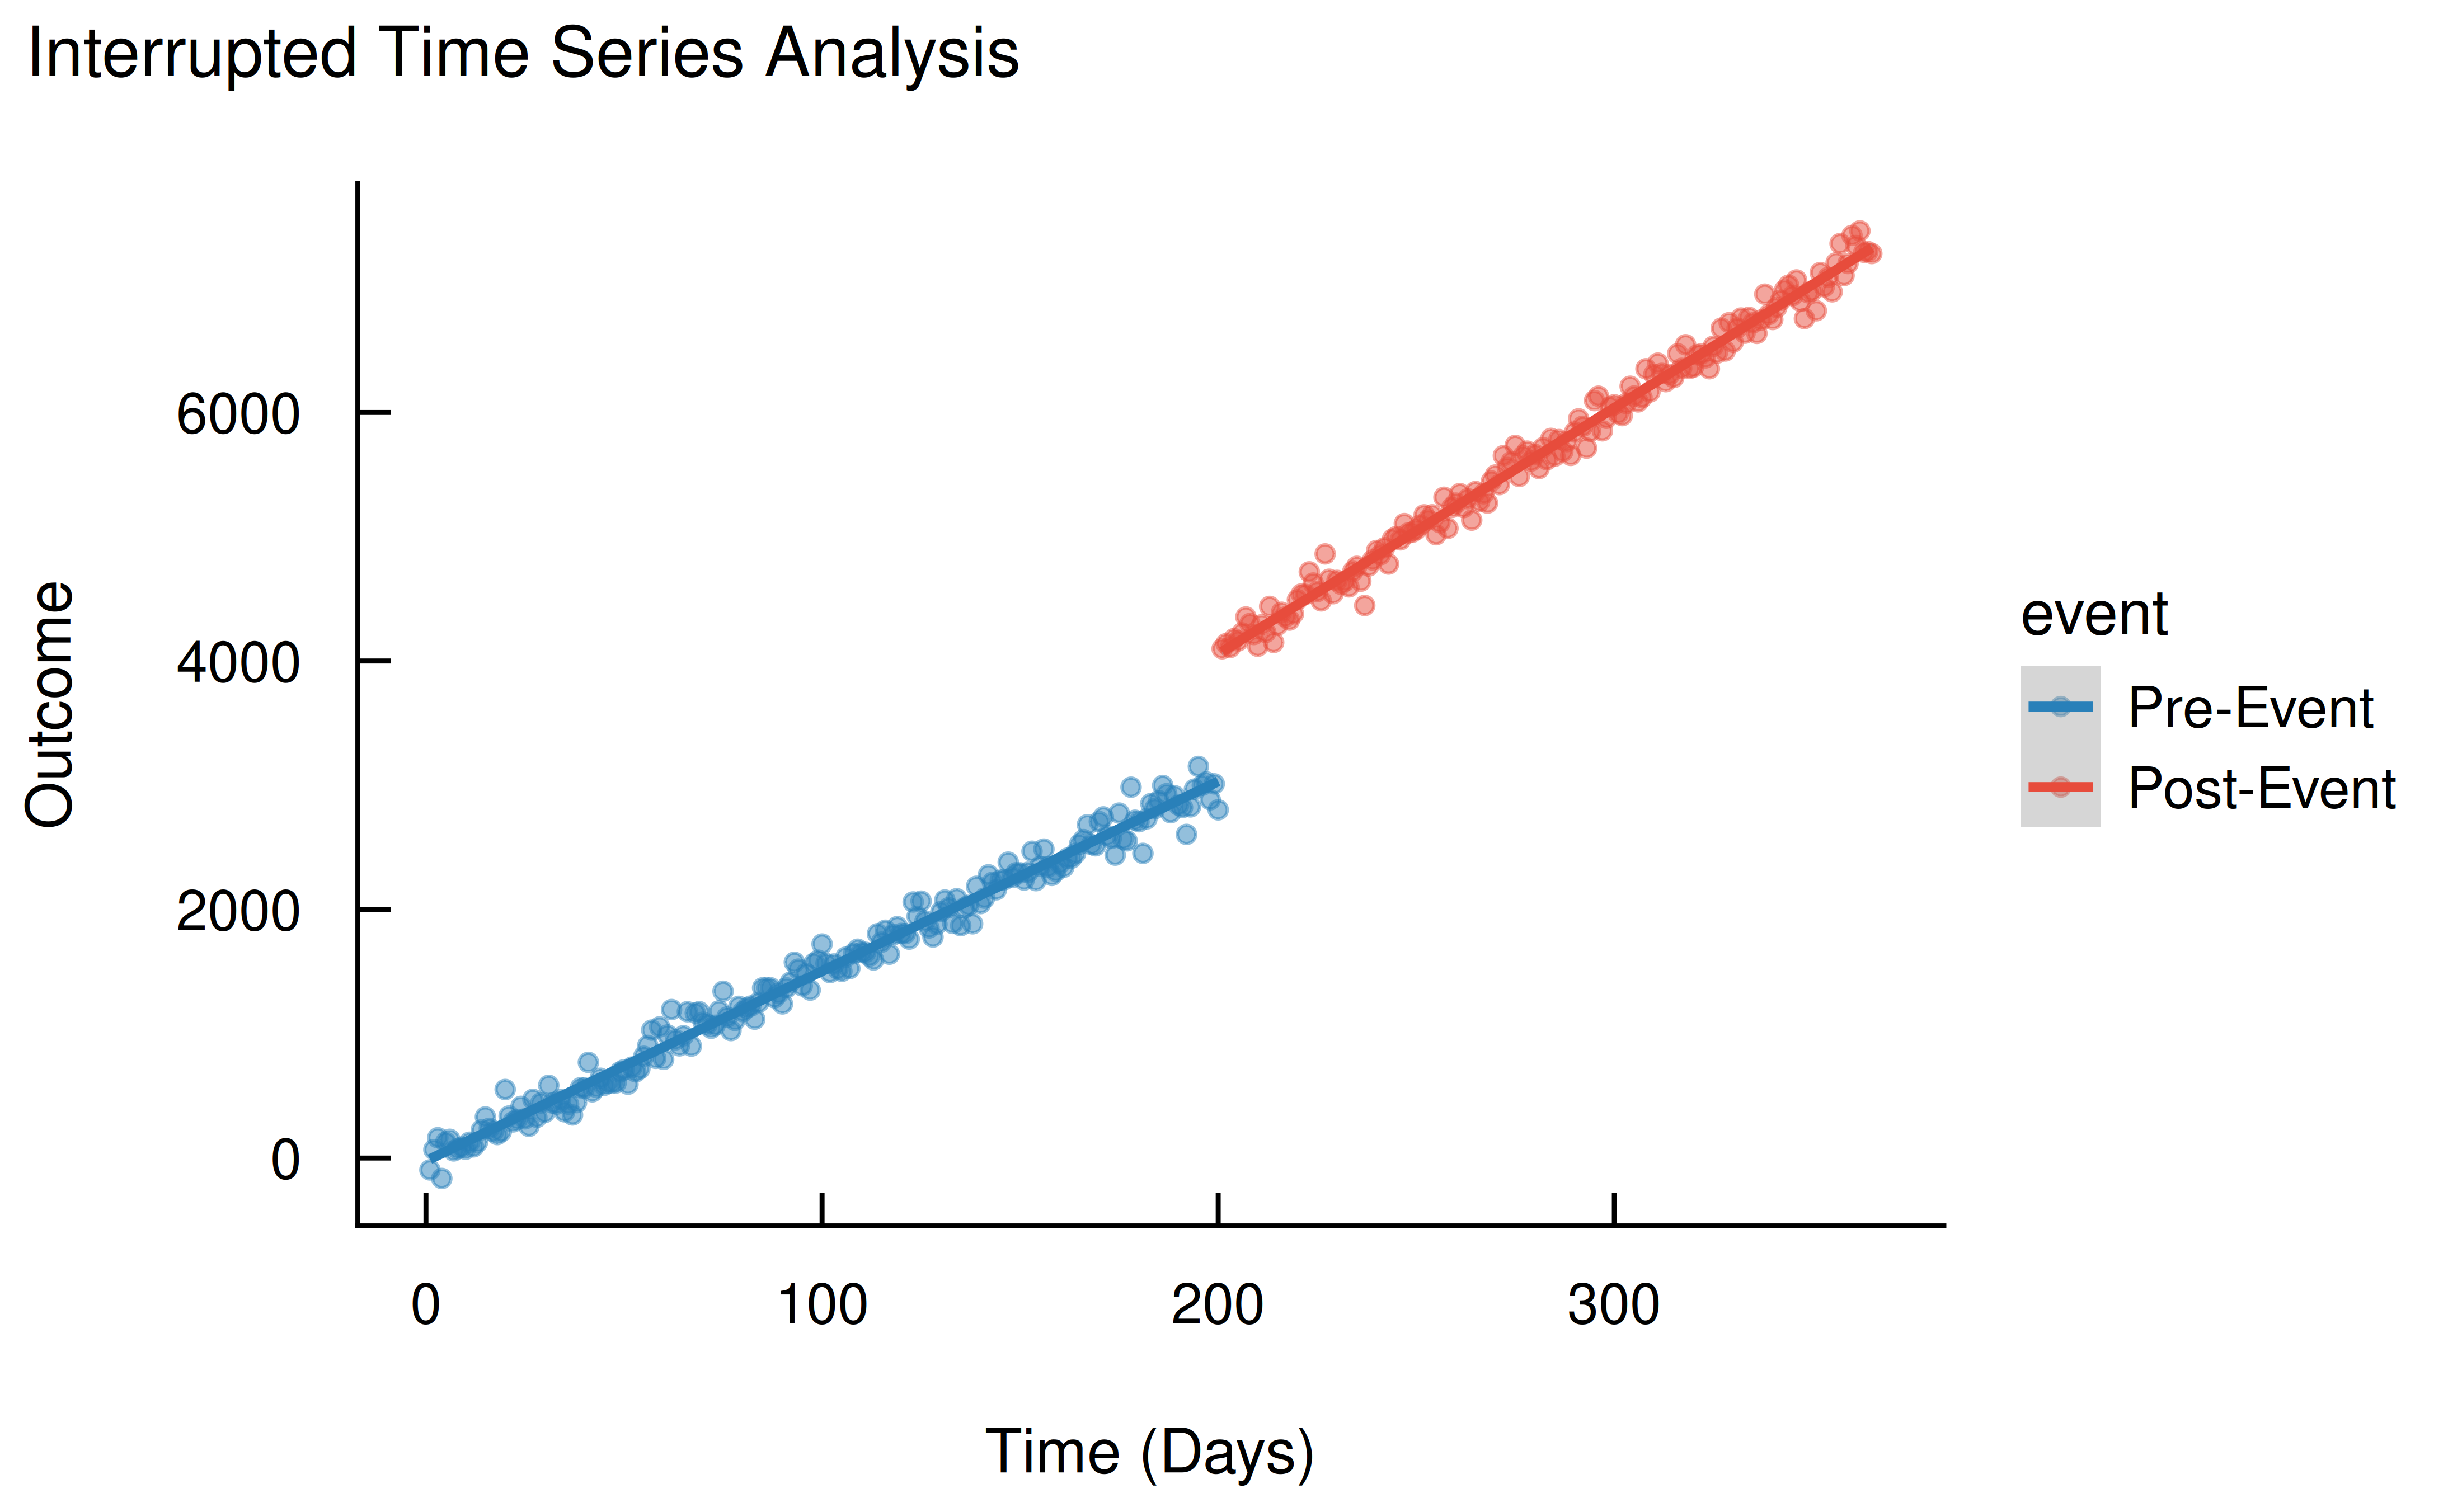 Interrupted Time Series Analysis
Outcome
6000
4000
2000
0
0 100 200 300
Time (Days)
event
Pre-Event
Post-Event